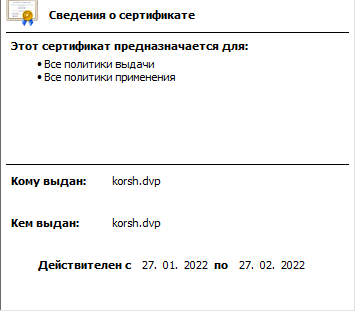 Сведения о сертификате
Этот сертификат предназначается для:
• Все политики выдачи
• Все политики применения
Кому выдан: korsh.dvp
Кем выдан: korsh.dvp
Действителен с 27. 01. 2022 по 27. 02. 2022